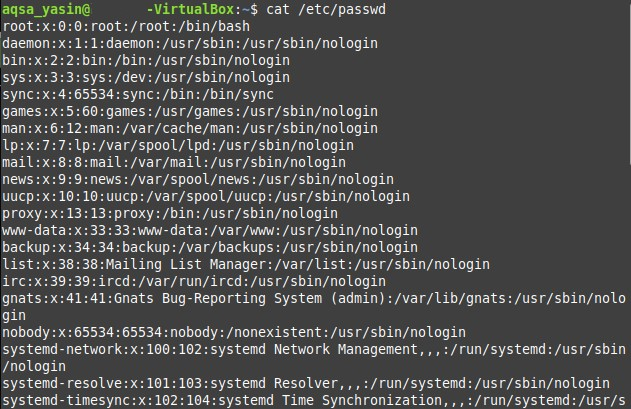 aqsa_yasin@ -VirtualBox:~$ cat /etc/passwd
root:x:0:0:root:/root:/bin/bash
daemon:x:1:1:daemon:/usr/sbin:/usr/sbin/nologin
bin:x:2:2:bin:/bin:/usr/sbin/nologin
sys:x:3:3:sys:/dev:/usr/sbin/nologin
sync:x:4:65534:sync:/bin:/bin/sync
games:x:5:60:games:/usr/games:/usr/sbin/nologin
man:x:6:12:man:/var/cache/man:/usr/sbin/nologin
lp:x:7:7:lp:/var/spool/lpd:/usr/sbin/nologin
mail:x:8:8:mail:/var/mail:/usr/sbin/nologin
news:x:9:9:news:/var/spool/news:/usr/sbin/nologin
uucp:x:10:10:uucp:/var/spool/uucp:/usr/sbin/nologin
proxy:x:13:13:proxy:/bin:/usr/sbin/nologin
www-data:x:33:33:www-data:/var/www:/usr/sbin/nologin
backup:x:34:34:backup:/var/backups:/usr/sbin/nologin
list:x:38:38:Mailing List Manager:/var/list:/usr/sbin/nologin
irc:x:39:39:ircd:/var/run/ircd:/usr/sbin/nologin
gnats:x:41:41:Gnats Bug-Reporting System (admin):/var/lib/gnats:/usr/sbin/nolo
gin
nobody:x:65534:65534:nobody:/nonexistent:/usr/sbin/nologin
systemd-network:x:100:102:systemd Network Management,,,:/run/systemd:/usr/sbin
/nologin
systemd-resolve:x:101:103:systemd Resolver,,,:/run/systemd:/usr/sbin/nologin
systemd-timesync:x:102:104:systemd Time Synchronization,,,:/run/systemd:/usr/s